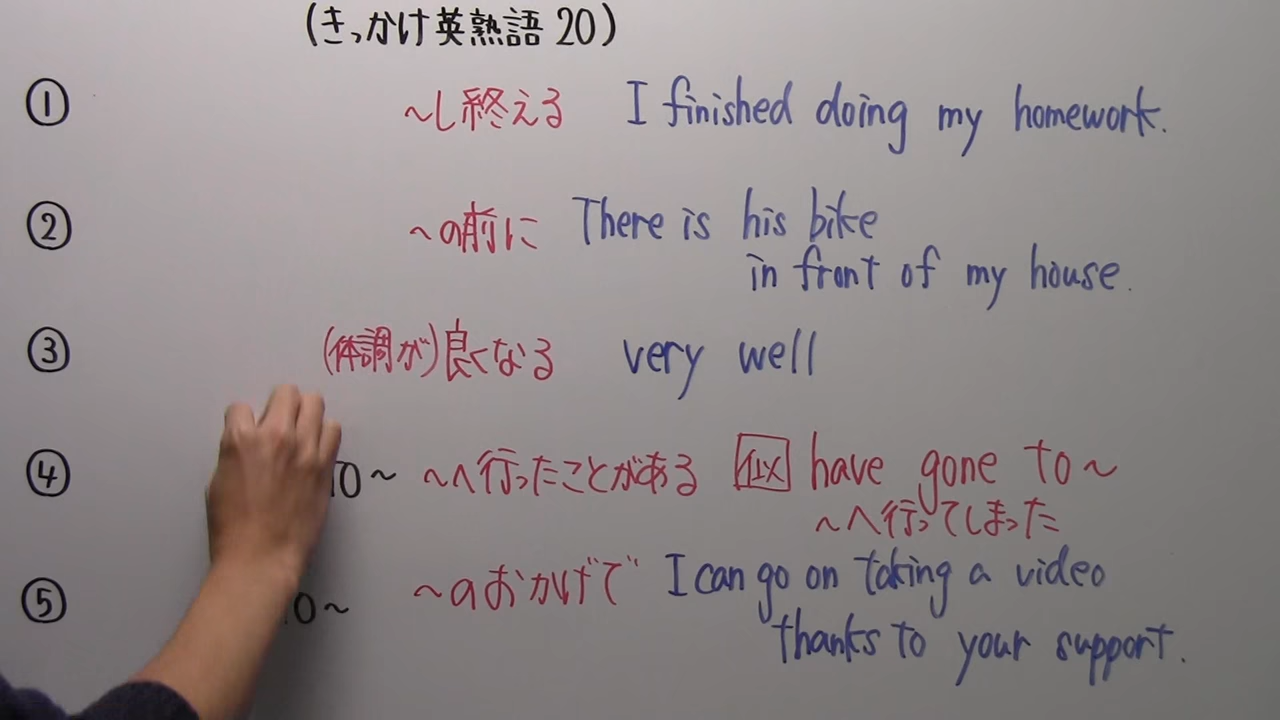 (きっかけ英熟語20)
① ～し終える I finished doing my homework.
② ～の前に There is his bike
in front of my house.
③ (体調が)良くなる very well
④ to～ ～へ行ったことがある 似 have gone to～
～へ行ってしまった
⑤ to～ ～のおかげで I can go on taking a video
thanks to your support.